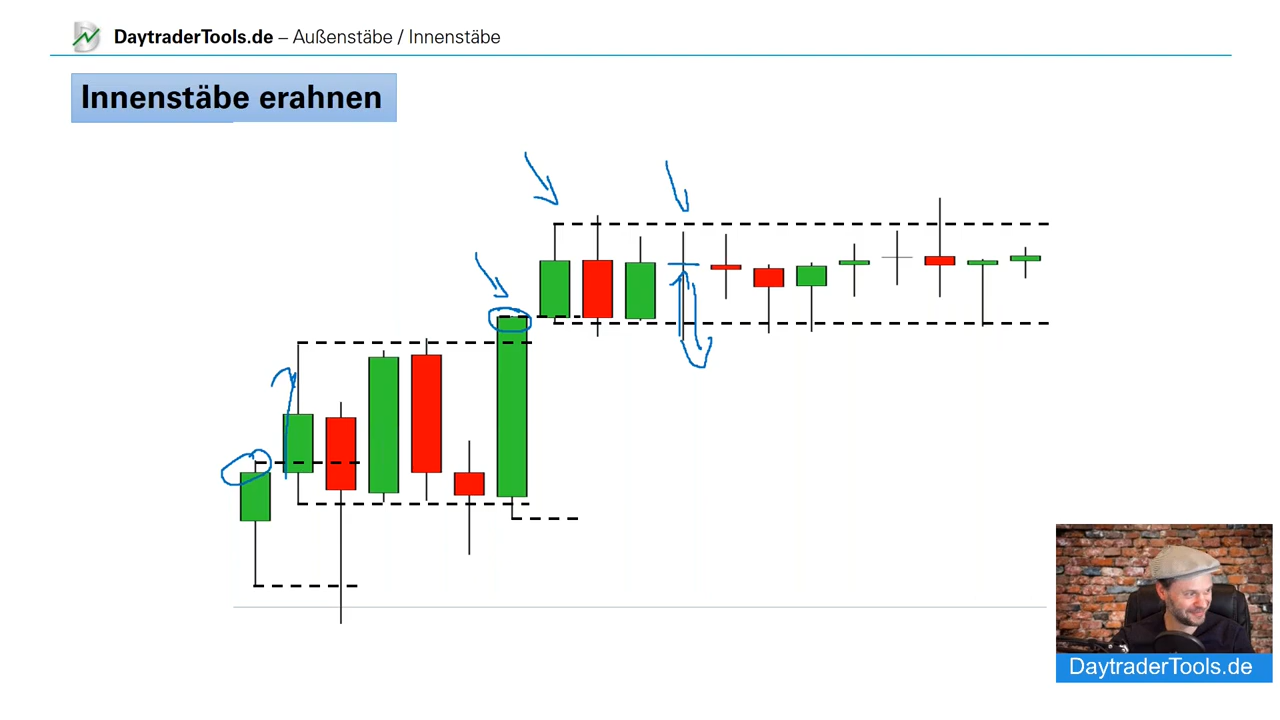 DaytraderTools.de – Außenstäbe / Innenstäbe
Innenstäbe erahnen
DaytraderTools.de